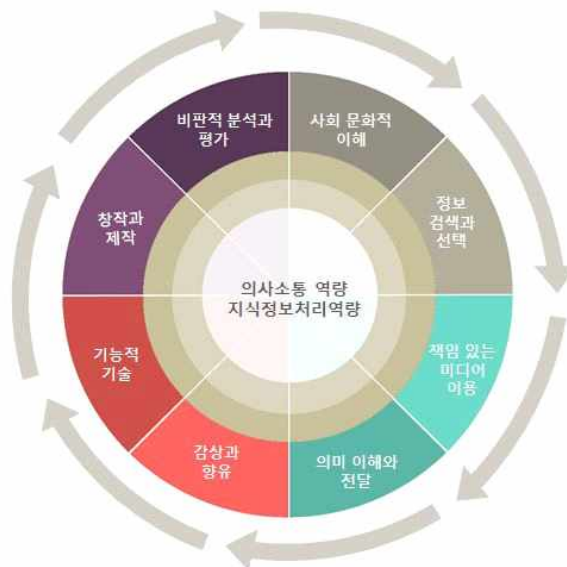 비판적 분석과
평가
사회 문화적
이해
정보
검색과
선택
책임 있는
미디어
이용
의미 이해와
전달
감상과
향유
기능적
기술
창작과
제작
의사소통 역량
지식정보처리역량